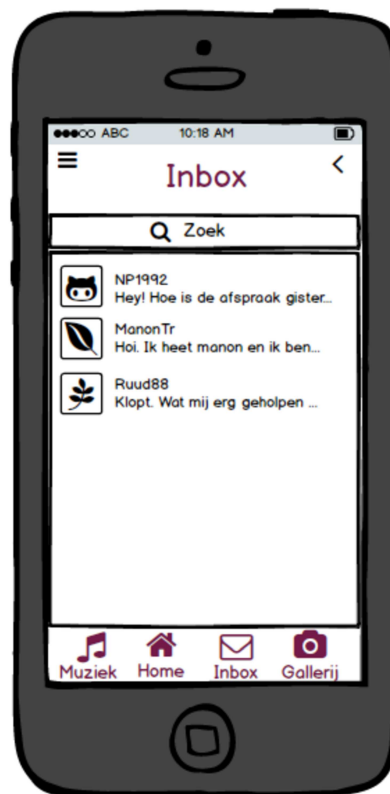 ABC 10:18 AM
Inbox
Zoek
NP1992
Hey! Hoe is de afspraak gister...
ManonTr
Hoi. Ik heet manon en ik ben...
Ruud88
Klopt. Wat mij erg geholpen ...
Muziek Home Inbox Gallerij